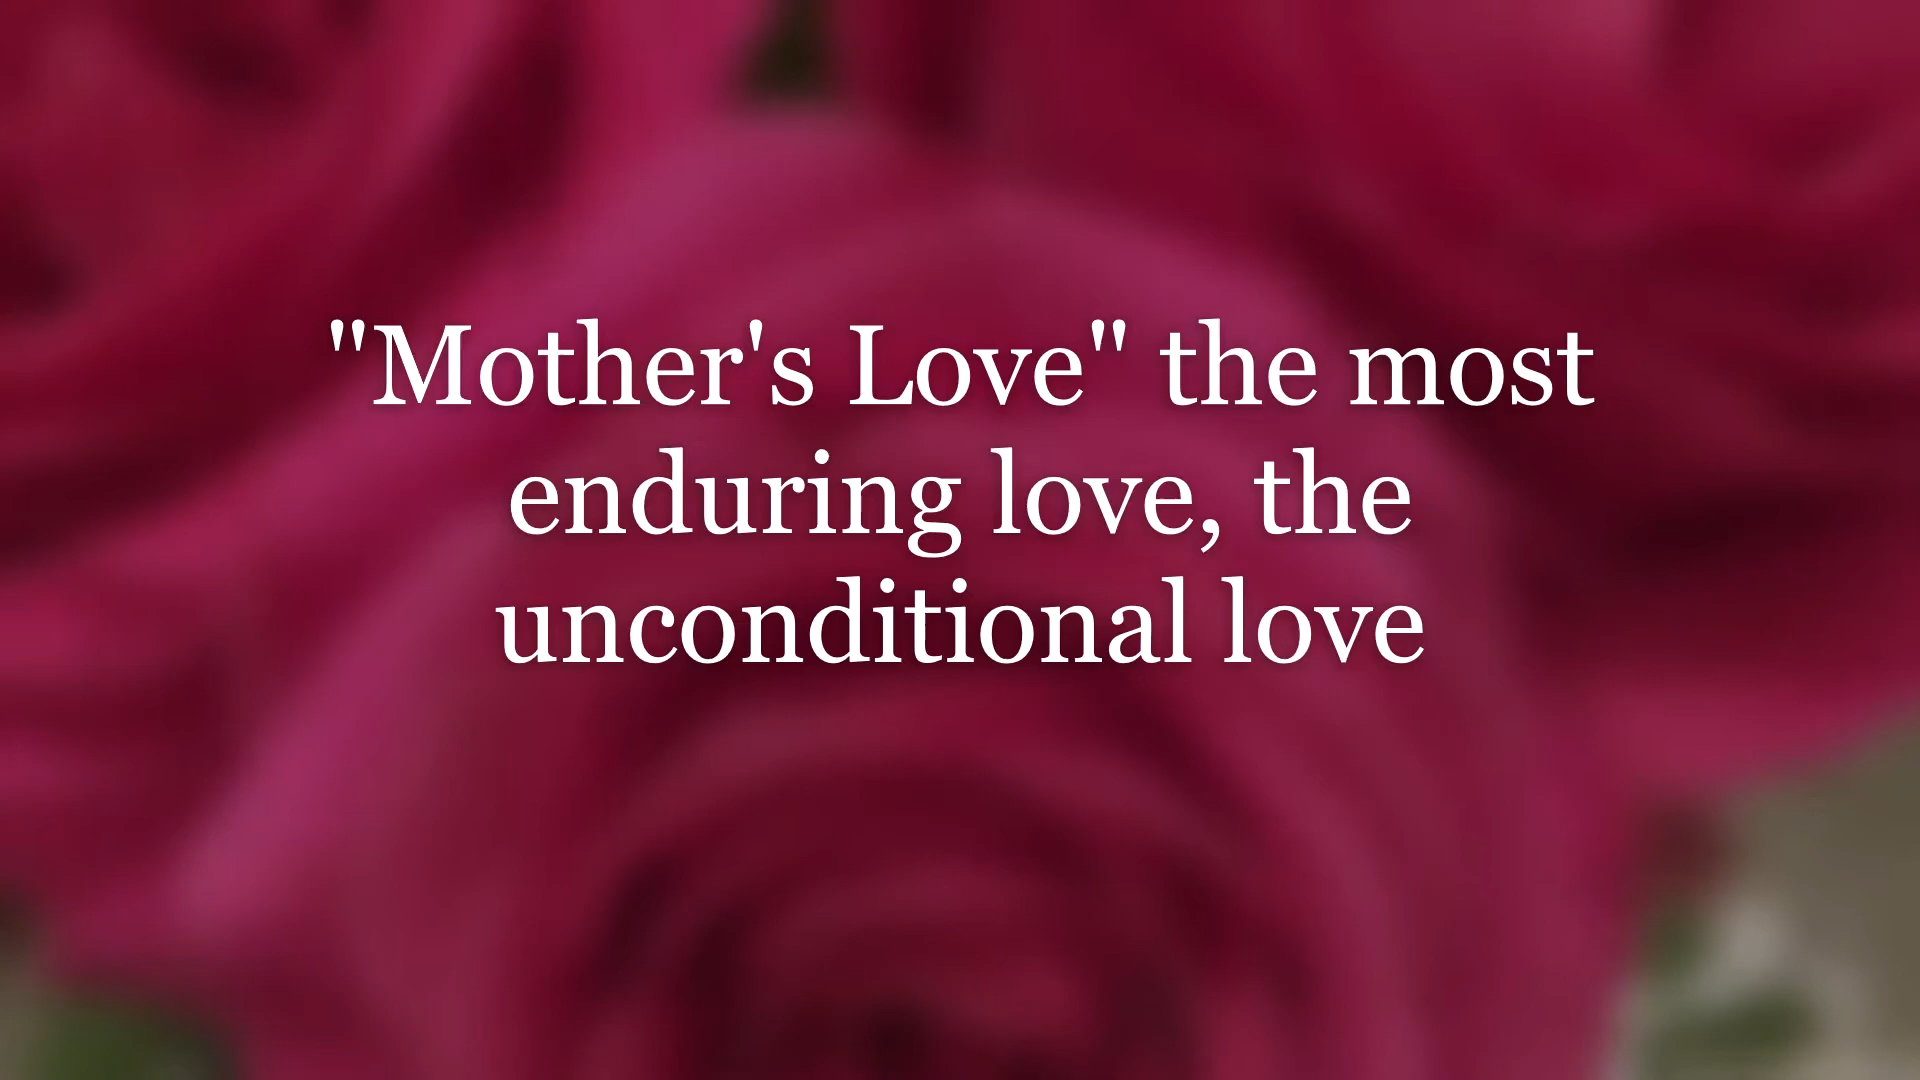 "Mother's Love" the most
enduring love, the
unconditional love